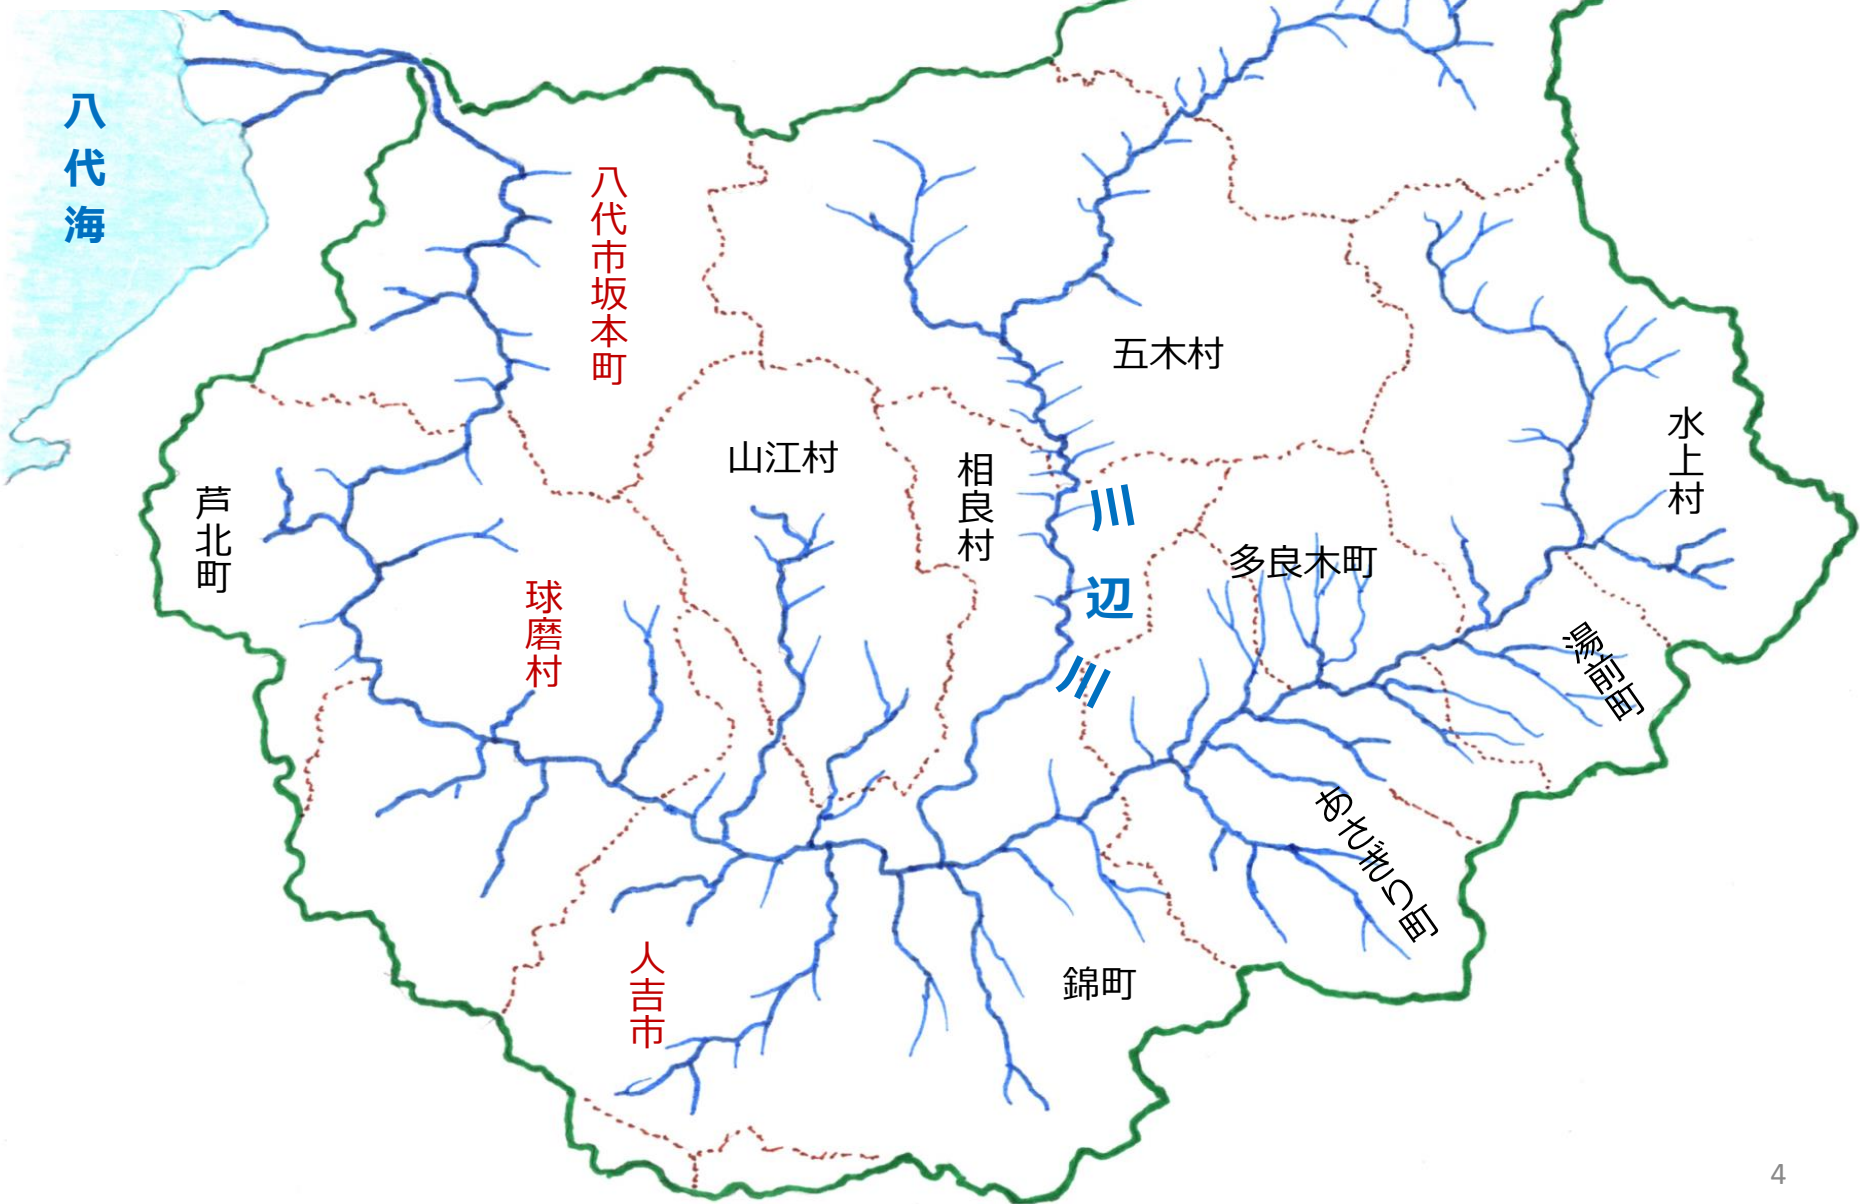 八代海
八代市坂本町
五木村
水上村
山江村
相良村
芦北町
川辺川
多良木町
球磨村
湯前町
あさぎり町
人吉市
錦町
4